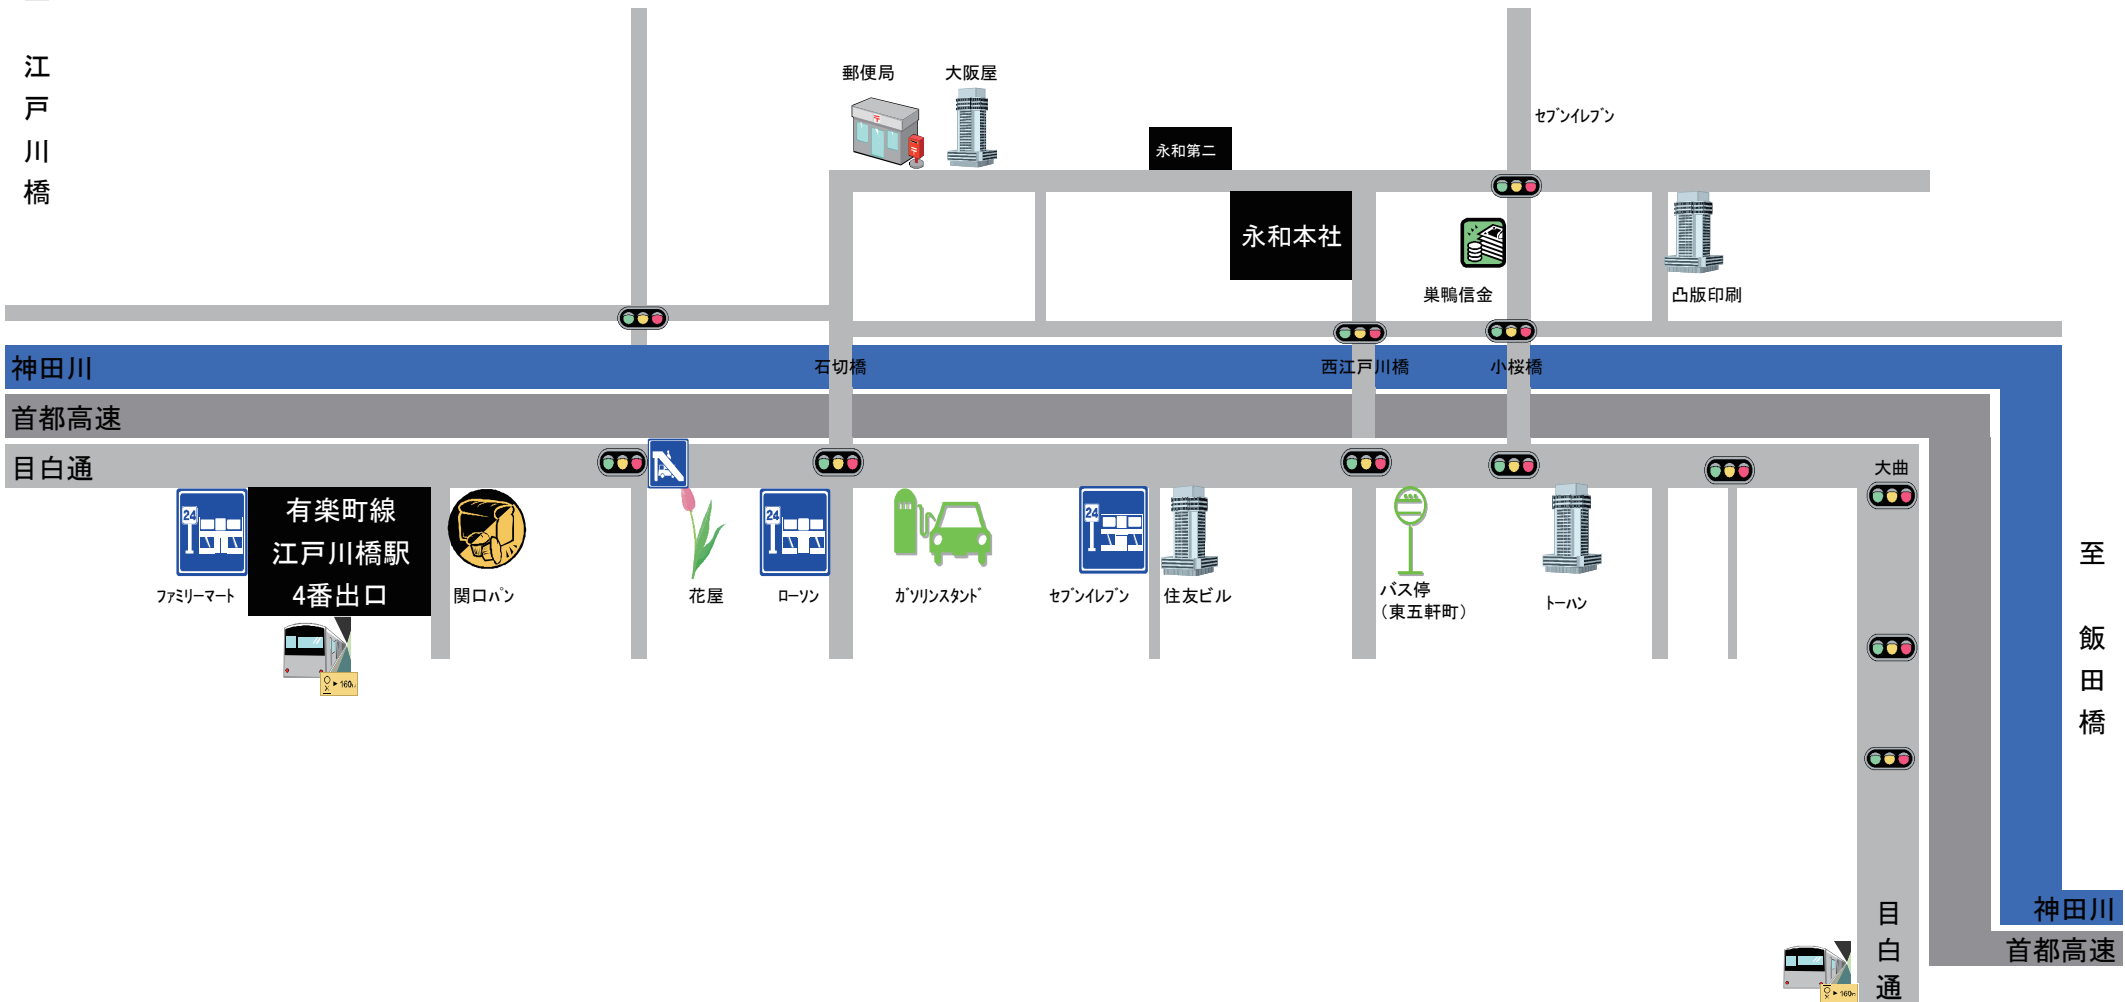 江戸川橋
郵便局
大阪屋
セブンイレブン
永和第二
永和本社
巣鴨信金
凸版印刷
神田川
石切橋
西江戸川橋
小桜橋
首都高速
目白通
大曲
24
有楽町線
江戸川橋駅
4番出口
24
24
ファミリーマート
関口パン
花屋
ローソン
ガソリンスタンド
セブンイレブン
住友ビル
バス停
(東五軒町)
トーハン
至飯田橋
160m
神田川
首都高速
目白通
160m